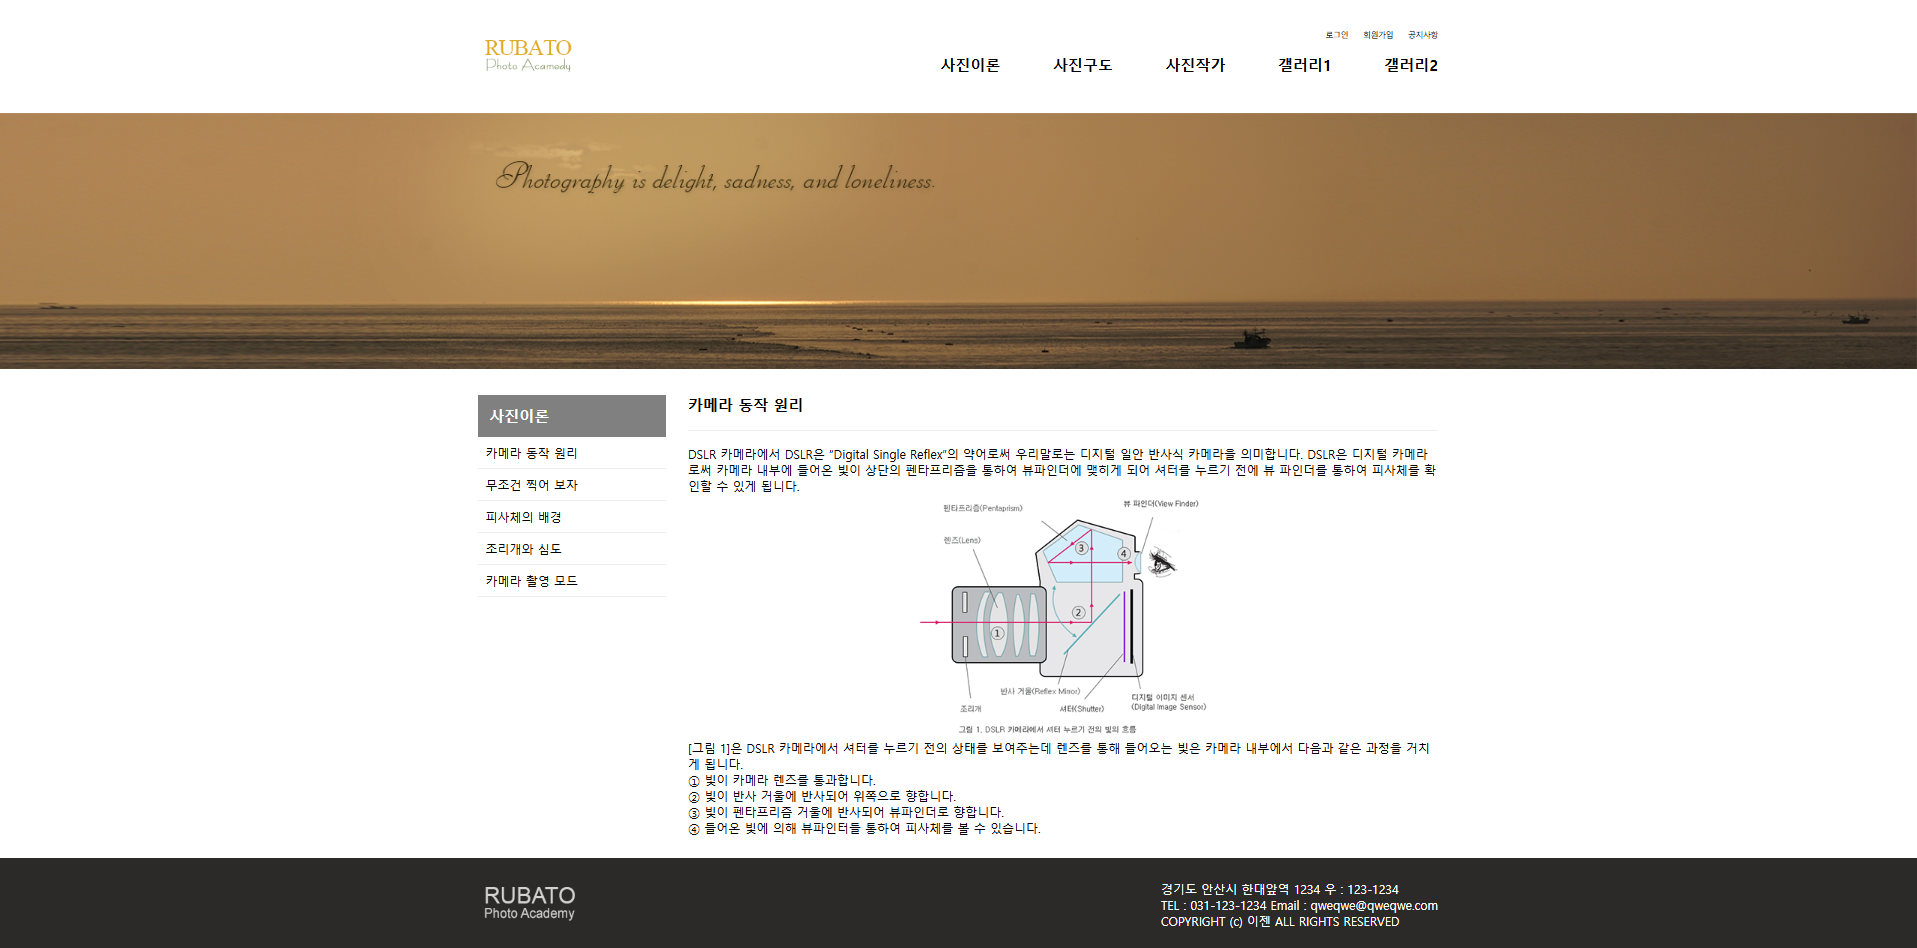 로그인 회원가입 공지사항
RUBATO
Photo Acamedy
사진이론 사진구도 사진작가 갤러리1 갤러리2
Photography is delight, sadness, and loneliness.
사진이론
카메라 동작 원리
무조건 찍어 보자
피사체의 배경
조리개와 심도
카메라 촬영 모드
카메라 동작 원리
DSLR 카메라에서 DSLR은 “Digital Single Reflex”의 약어로써 우리말로는 디지털 일안 반사식 카메라을 의미합니다. DSLR은 디지털 카메라
로써 카메라 내부에 들어온 빛이 상단의 펜타프리즘을 통하여 뷰파인더에 맺히게 되어 셔터를 누르기 전에 뷰 파인더를 통하여 피사체를 확
인할 수 있게 됩니다.
펜타프리즘(Pentaprism)
뷰 파인더(View Finder)
렌즈(Lens)
③
④
②
①
반사 거울(Reflex Mirror)
디지털 이미지 센서
(Digital Image Sensor)
조리개
셔터(Shutter)
그림 1, DSLR 카메라에서 셔터 누르기 전의 빛의 흐름
[그림 1]은 DSLR 카메라에서 셔터를 누르기 전의 상태를 보여주는데 렌즈를 통해 들어오는 빛은 카메라 내부에서 다음과 같은 과정을 거치
게 됩니다.
① 빛이 카메라 렌즈를 통과합니다.
② 빛이 반사 거울에 반사되어 위쪽으로 향합니다.
③ 빛이 펜타프리즘 거울에 반사되어 뷰파인더로 향합니다.
④ 들어온 빛에 의해 뷰파인터를 통하여 피사체를 볼 수 있습니다.
RUBATO
Photo Academy
경기도 안산시 한대앞역 1234 우 : 123-1234
TEL : 031-123-1234 Email : qweqwe@qweqwe.com
COPYRIGHT (c) 이젠 ALL RIGHTS RESERVED